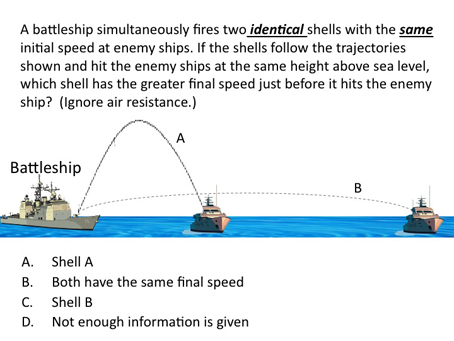 A battleship simultaneously fires two identical shells with the same
initial speed at enemy ships. If the shells follow the trajectories
shown and hit the enemy ships at the same height above sea level,
which shell has the greater final speed just before it hits the enemy
ship? (Ignore air resistance.)
A
Battleship
B
A. Shell A
B. Both have the same final speed
C. Shell B
D. Not enough information is given